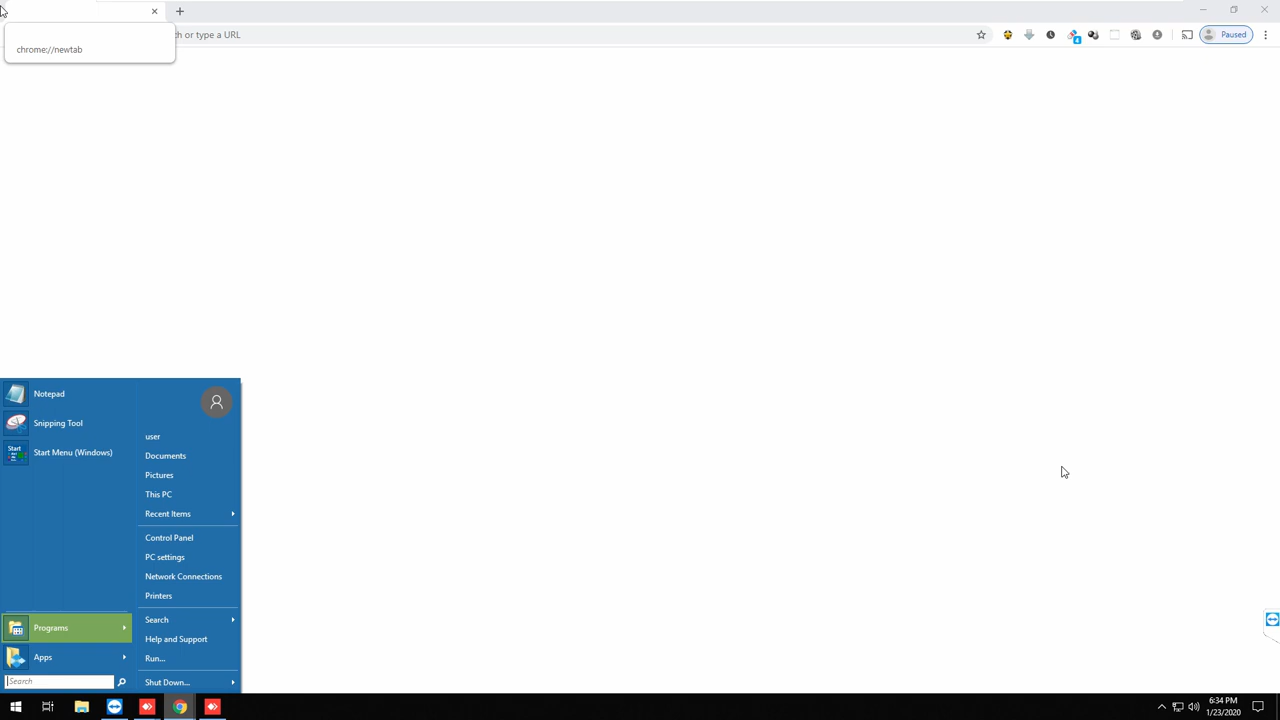 ch or type a URL
Paused
chrome://newtab
Notepad
Snipping Tool
Start Menu (Windows)
user
Documents
Pictures
This PC
Recent Items
Control Panel
PC settings
Network Connections
Printers
Search
Help and Support
Run...
Shut Down...
Programs
Apps
Search
Start
6:34 PM
1/23/2020